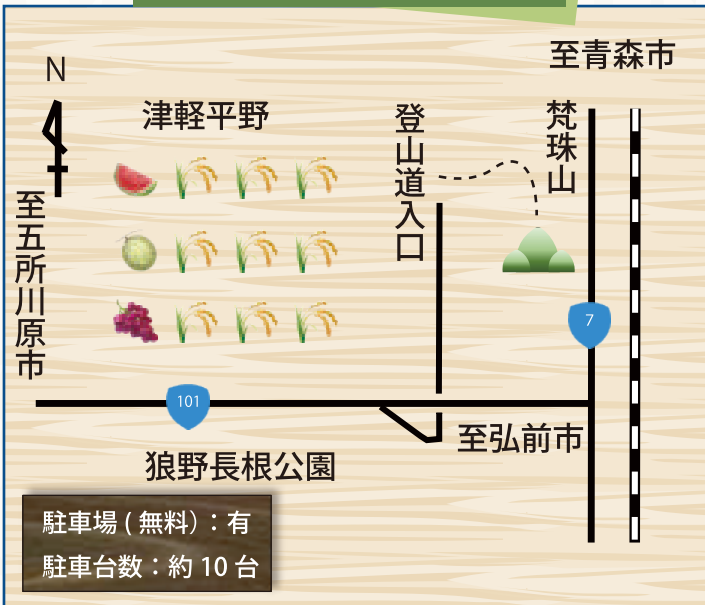 至青森市
N
津軽平野
登山道入口
梵珠山
至五所川原市
7
101
至弘前市
狼野長根公園
駐車場(無料):有
駐車台数:約10台